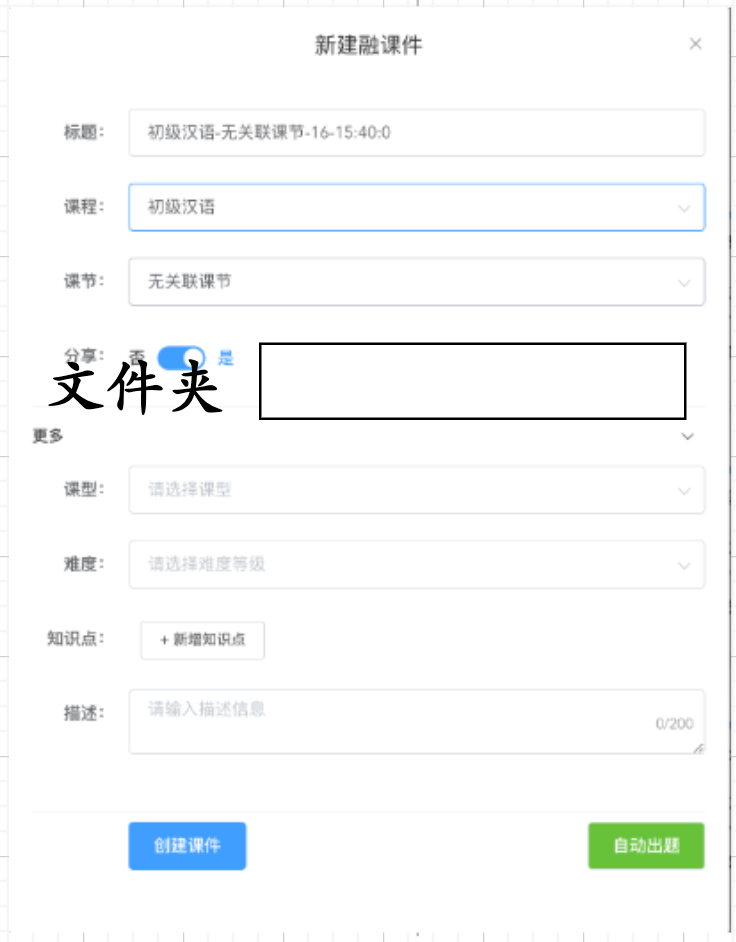 新建融课件
标题： 初级汉语-无关联课节-16-15:40:0
课程： 初级汉语
课节： 无关联课节
分享： 否 是
文件夹
更多
课型： 请选择课型
难度： 请选择难度等级
知识点： + 新增知识点
描述： 请输入描述信息
0/200
创建课件 自动出题